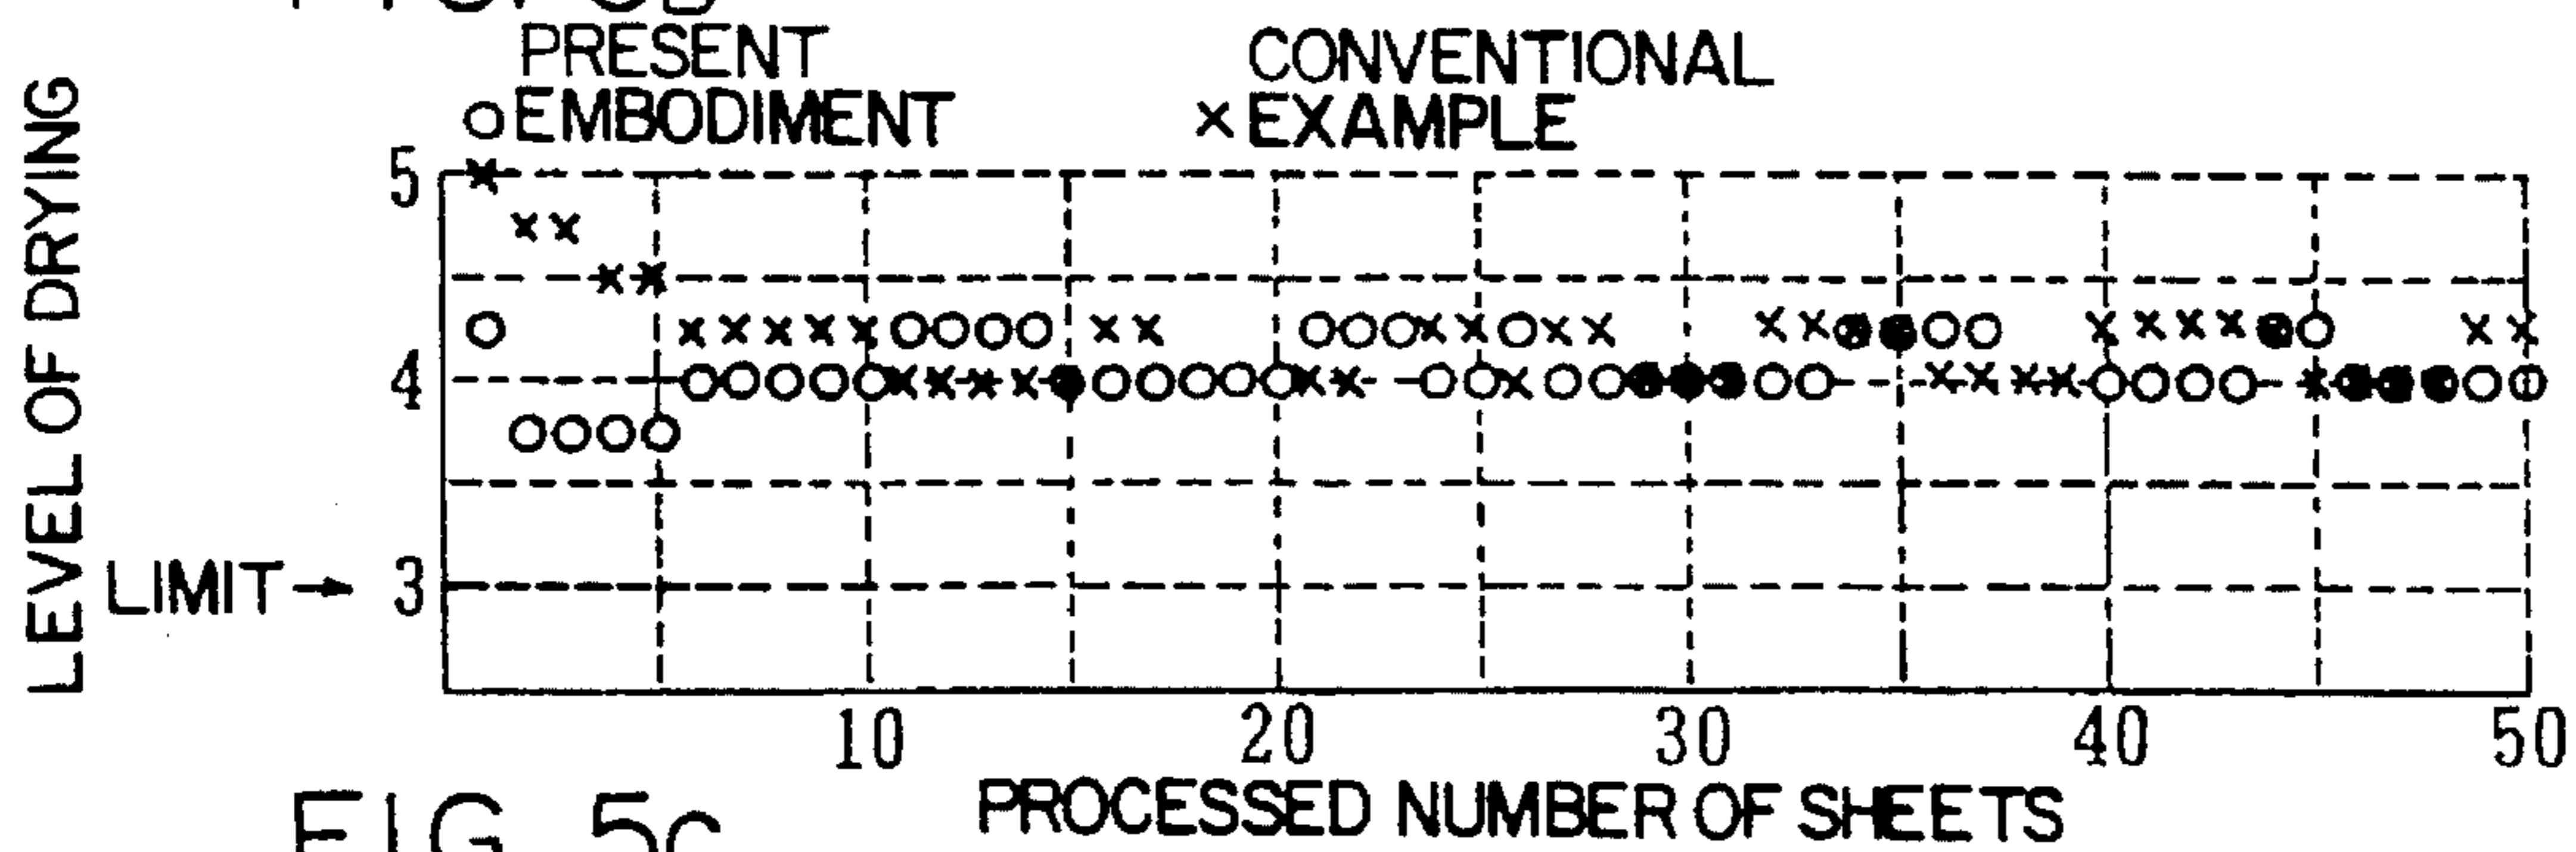 PRESENT
○ EMBODIMENT
CONVENTIONAL
× EXAMPLE
LEVEL OF DRYING
5
4
LIMIT → 3
10 20 30 40 50
PROCESSED NUMBER OF SHEETS